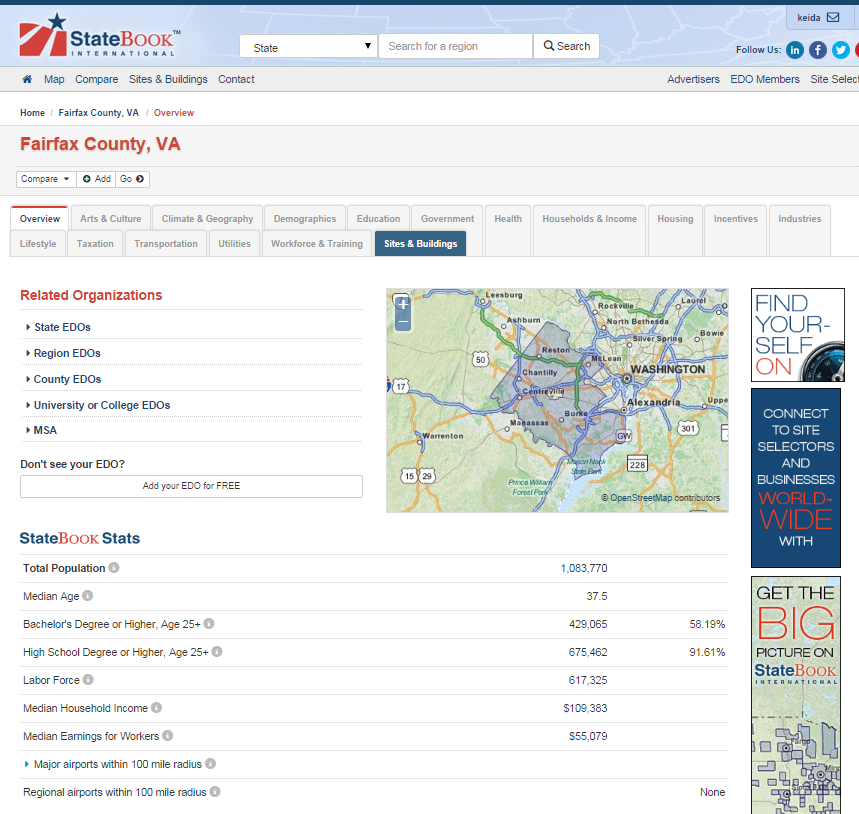 keida
StateBook™
INTERNATIONAL
State
Search for a region
Search
Follow Us:
in f
Map Compare Sites & Buildings Contact
Advertisers EDO Members Site Select
Home / Fairfax County, VA / Overview
Fairfax County, VA
Compare Add Go
Overview Arts & Culture Climate & Geography Demographics Education Government Health Households & Income Housing Incentives Industries
Lifestyle Taxation Transportation Utilities Workforce & Training Sites & Buildings
Related Organizations
State EDOs
Region EDOs
County EDOs
University or College EDOs
MSA
Don't see your EDO?
Add your EDO for FREE
+
−
Leesburg
Rockville
Laurel
Ashburn
North Bethesda
Bowie
Silver Spring
Reston
McLean
50
WASHINGTON
Chantilly
17
Centreville
Alexandria
Uppe
Burke
Manassas
301
Warrenton
GW
228
Mason Neck
State Park
15 29
Prince William
Forest Park
© OpenStreetMap contributors
FIND
YOUR-
SELF
ON
CONNECT
TO SITE
SELECTORS
AND
BUSINESSES
WORLD-
WIDE
WITH
GET THE
BIG
PICTURE ON
StateBook
INTERNATIONAL
StateBook Stats
Total Population 1,083,770
Median Age 37.5
Bachelor's Degree or Higher, Age 25+ 429,065 58.19%
High School Degree or Higher, Age 25+ 675,462 91.61%
Labor Force 617,325
Median Household Income $109,383
Median Earnings for Workers $55,079
Major airports within 100 mile radius
Regional airports within 100 mile radius None